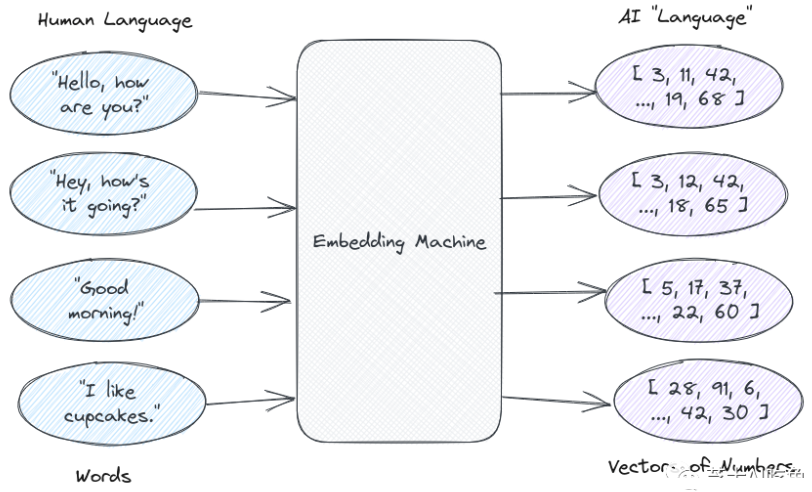 Human Language
AI "Language"
"Hello, how
are you?"
[ 3, 11, 42,
..., 19, 68 ]
"Hey, how's
it going?"
[ 3, 12, 42,
..., 18, 65 ]
Embedding Machine
"Good
morning!"
[ 5, 17, 37,
..., 22, 60 ]
"I like
cupcakes."
[ 28, 91, 6,
..., 42, 30 ]
Words
Vectors of Numbers